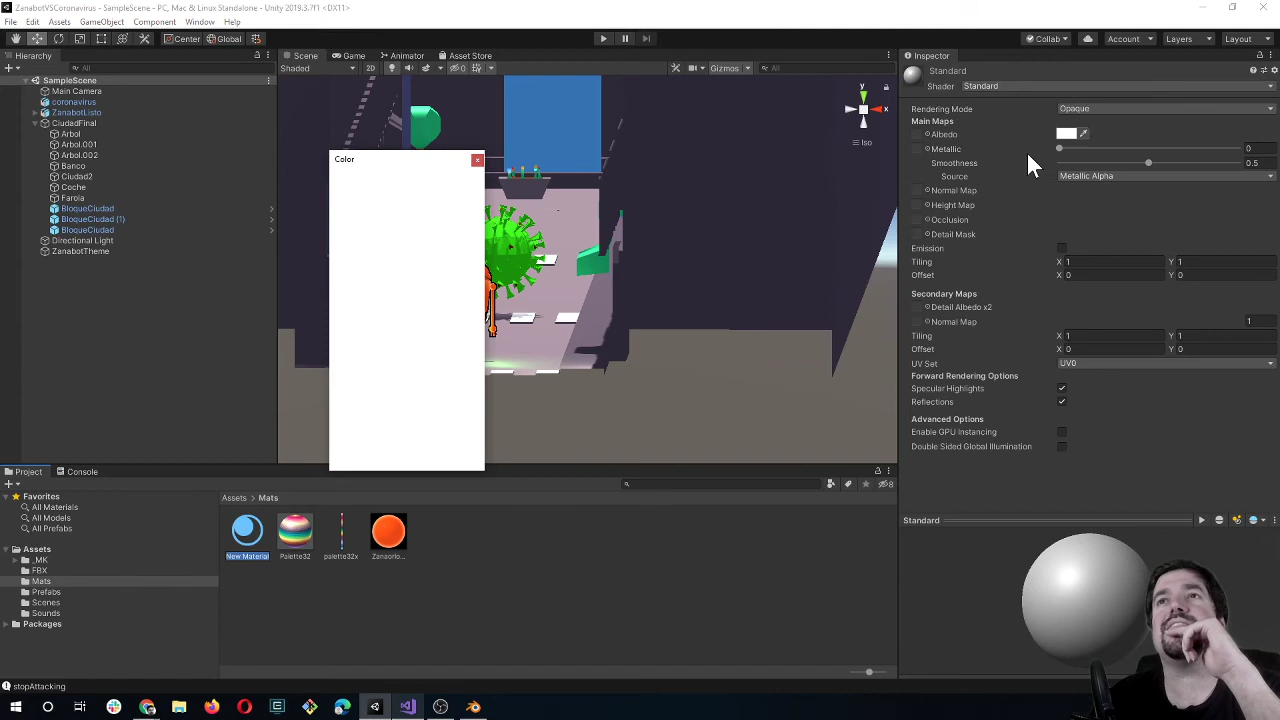 ZanabotVSCoronavirus - SampleScene - PC, Mac & Linux Standalone - Unity 2019.3.7f1 <DX11>
File Edit Assets GameObject Component Window Help
Center Global Collab Account Layers Layout
Hierarchy
All
SampleScene
Main Camera
coronavirus
ZanabotListo
CiudadFinal
Arbol
Arbol.001
Arbol.002
Banco
Ciudad2
Coche
Farola
BloqueCiudad
BloqueCiudad (1)
BloqueCiudad
Directional Light
ZanabotTheme
Scene Game Animator Asset Store
Shaded 2D 0 Gizmos All
y
x
Iso
Color
x
Inspector
Standard
Shader Standard
Rendering Mode Opaque
Main Maps
Albedo
Metallic 0
Smoothness 0.5
Source Metallic Alpha
Normal Map
Height Map
Occlusion
Detail Mask
Emission
Tiling X 1 Y 1
Offset X 0 Y 0
Secondary Maps
Detail Albedo x2
Normal Map 1
Tiling X 1 Y 1
Offset X 0 Y 0
UV Set UV0
Forward Rendering Options
Specular Highlights
Reflections
Advanced Options
Enable GPU Instancing
Double Sided Global Illumination
Standard
Project Console
8
Favorites
All Materials
All Models
All Prefabs
Assets
_MK
FBX
Mats
Prefabs
Scenes
Sounds
Packages
Assets > Mats
New Material Palette32 palette32x Zanaorio...
stopAttacking